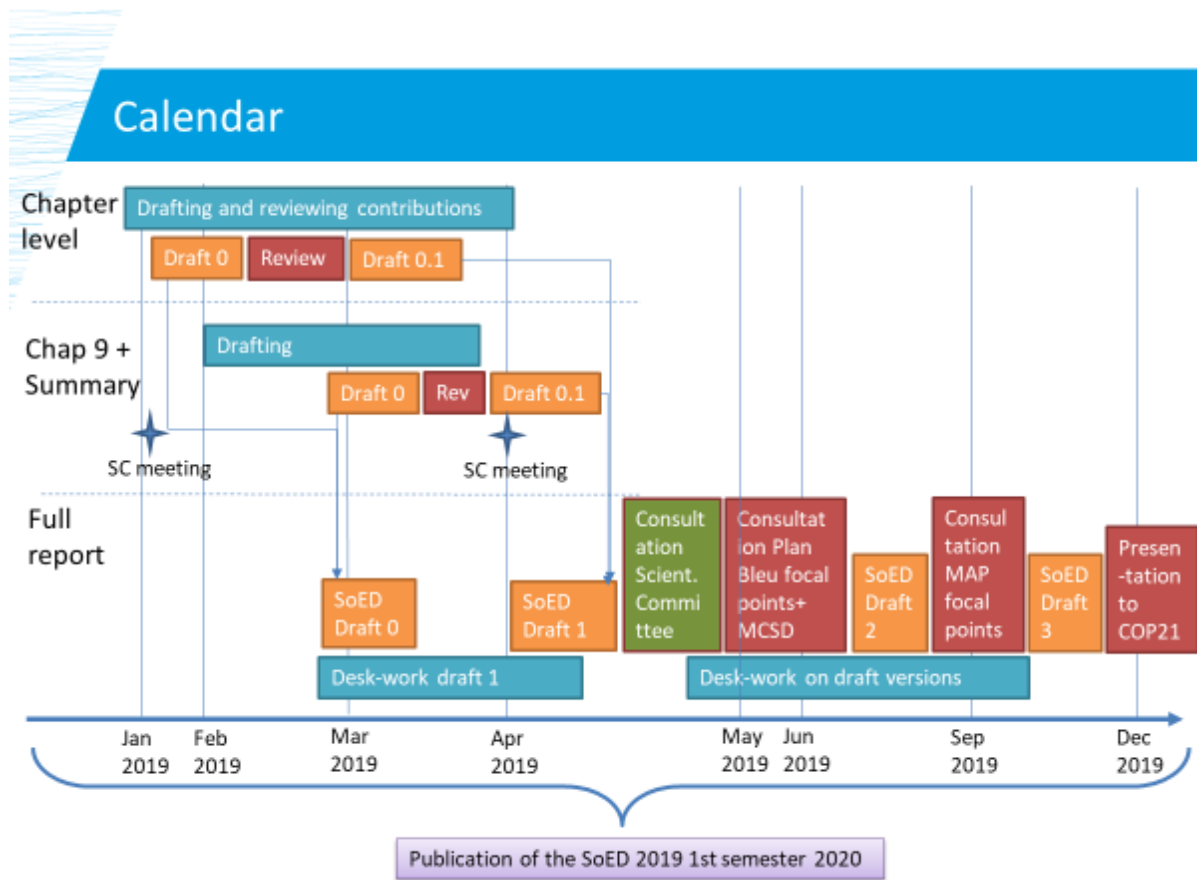 Calendar
Chapter
level
Drafting and reviewing contributions
Draft 0
Review
Draft 0.1
Chap 9 +
Summary
Drafting
Draft 0
Rev
Draft 0.1
SC meeting
SC meeting
Full
report
SoED
Draft 0
SoED
Draft 1
Consult
ation
Scient.
Commi
ttee
Consultat
ion Plan
Bleu focal
points+
MCSD
SoED
Draft
2
Consul
tation
MAP
focal
points
SoED
Draft
3
Presen
-tation
to
COP21
Desk-work draft 1
Desk-work on draft versions
Jan
2019
Feb
2019
Mar
2019
Apr
2019
May
2019
Jun
2019
Sep
2019
Dec
2019
Publication of the SoED 2019 1st semester 2020